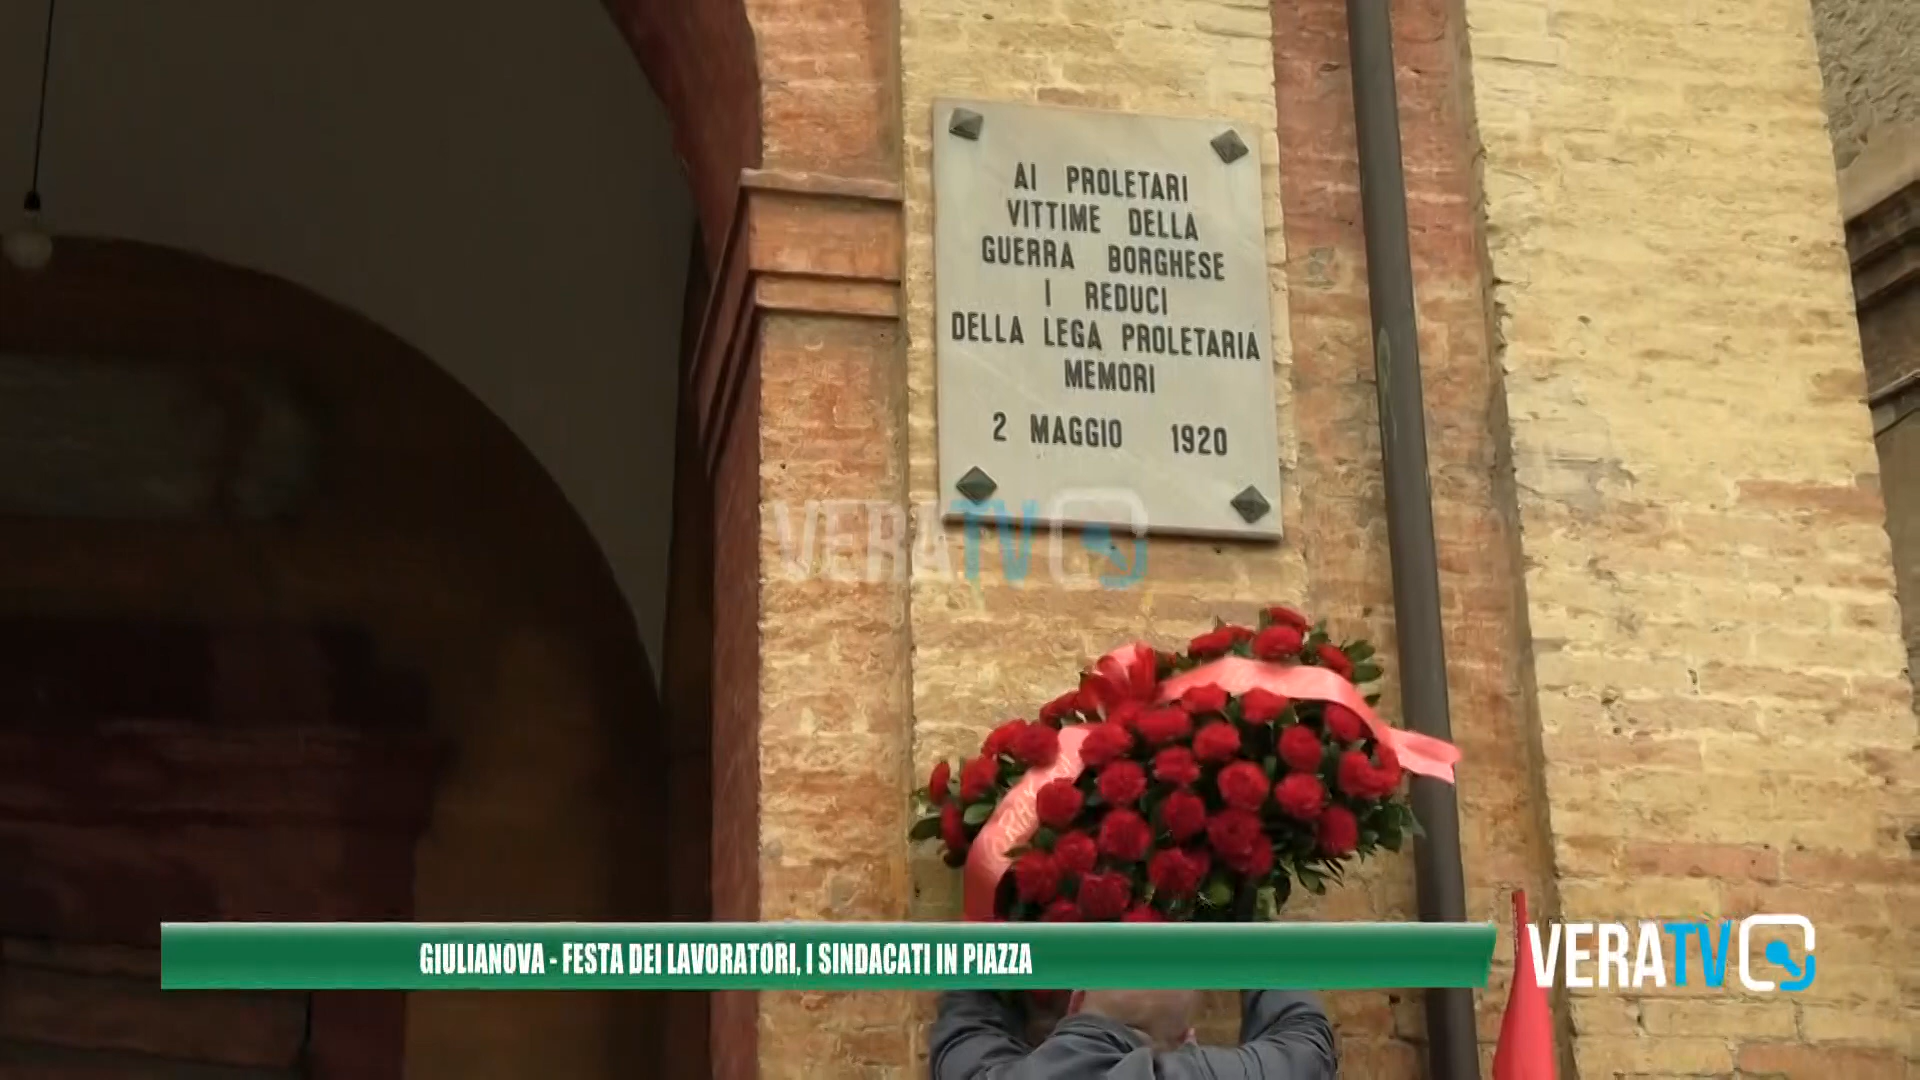 AI PROLETARI
VITTIME DELLA
GUERRA BORGHESE
I REDUCI
DELLA LEGA PROLETARIA
MEMORI
2 MAGGIO 1920
VERATV
GIULIANOVA - FESTA DEI LAVORATORI, I SINDACATI IN PIAZZA
VERATV